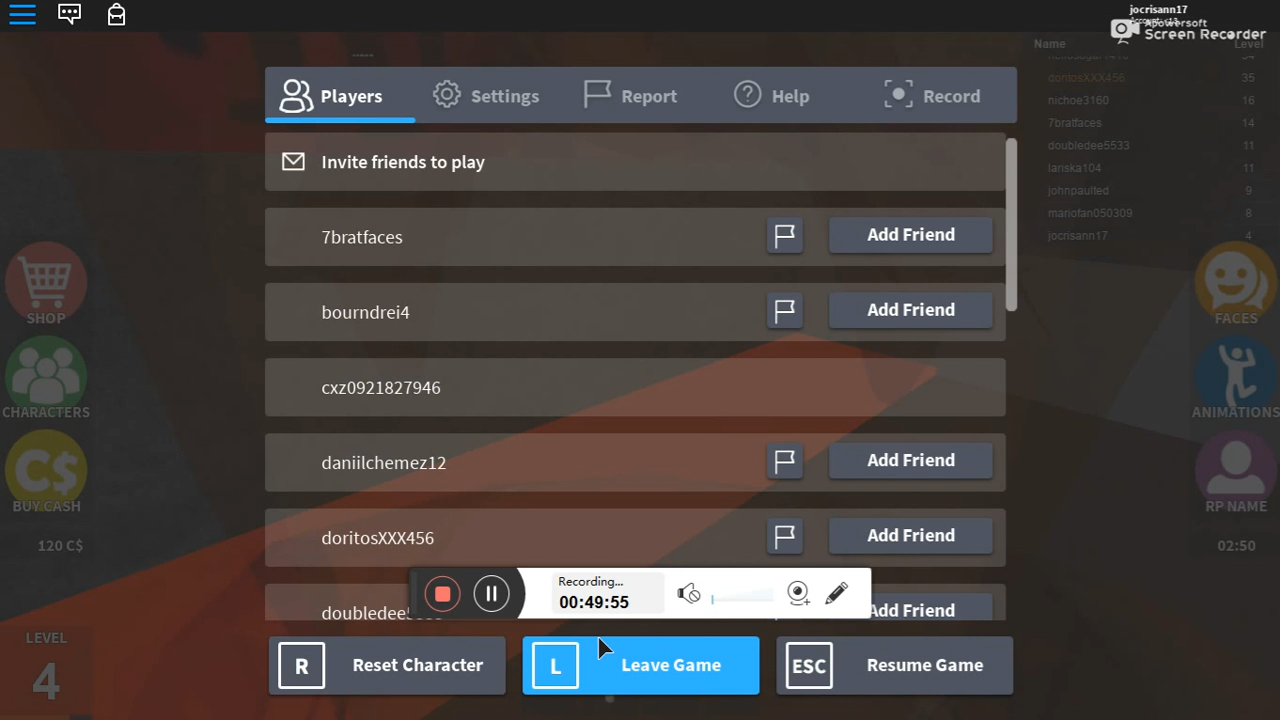 jocrisann17
Apowersoft
Screen Recorder
Name Level
doritosXXX456 35
nichoe3160 16
7bratfaces 14
doubledee5533 11
lariska104 11
johnpaulted 9
mariofan050309 8
jocrisann17 4
Players Settings Report Help Record
Invite friends to play
7bratfaces Add Friend
bourndrei4 Add Friend
cxz0921827946
daniilchemez12 Add Friend
doritosXXX456 Add Friend
Add Friend
SHOP
CHARACTERS
C$
BUY CASH
120 C$
LEVEL
4
FACES
ANIMATIONS
RP NAME
02:50
Recording...
00:49:55
R Reset Character L Leave Game ESC Resume Game